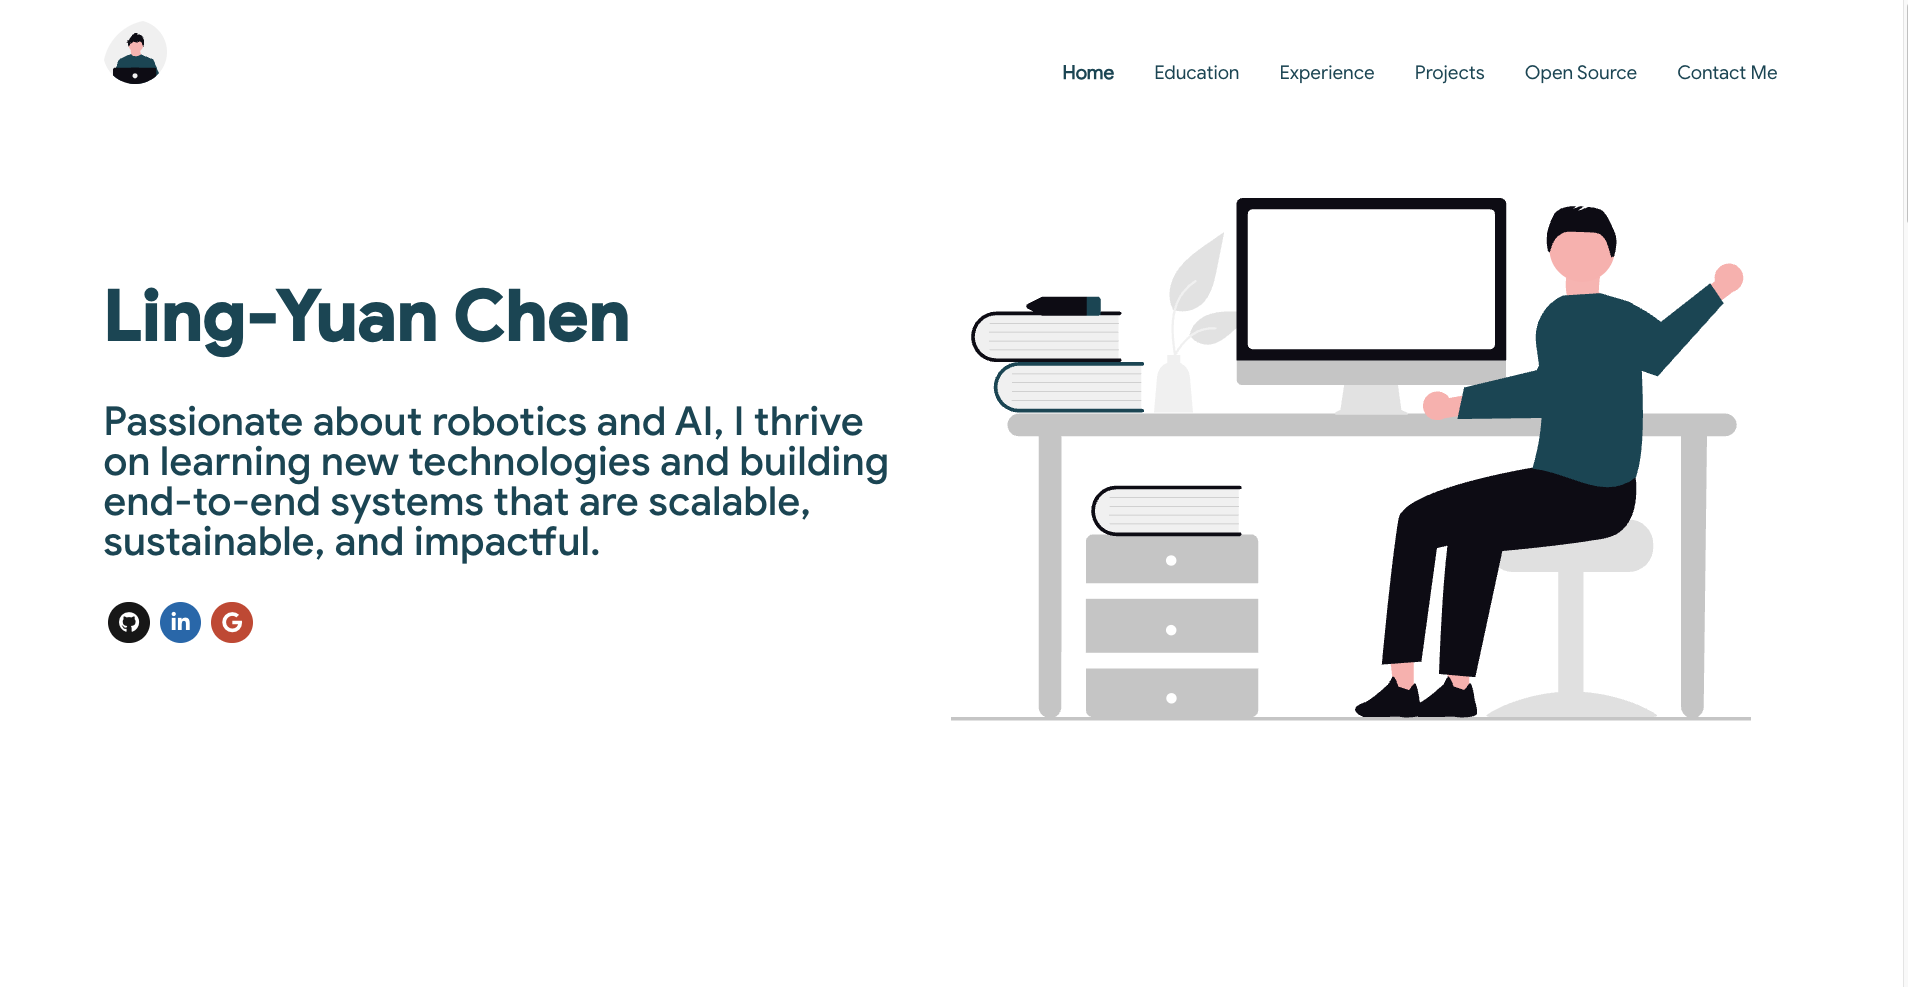 Home Education Experience Projects Open Source Contact Me
Ling-Yuan Chen
Passionate about robotics and AI, I thrive
on learning new technologies and building
end-to-end systems that are scalable,
sustainable, and impactful.
in G